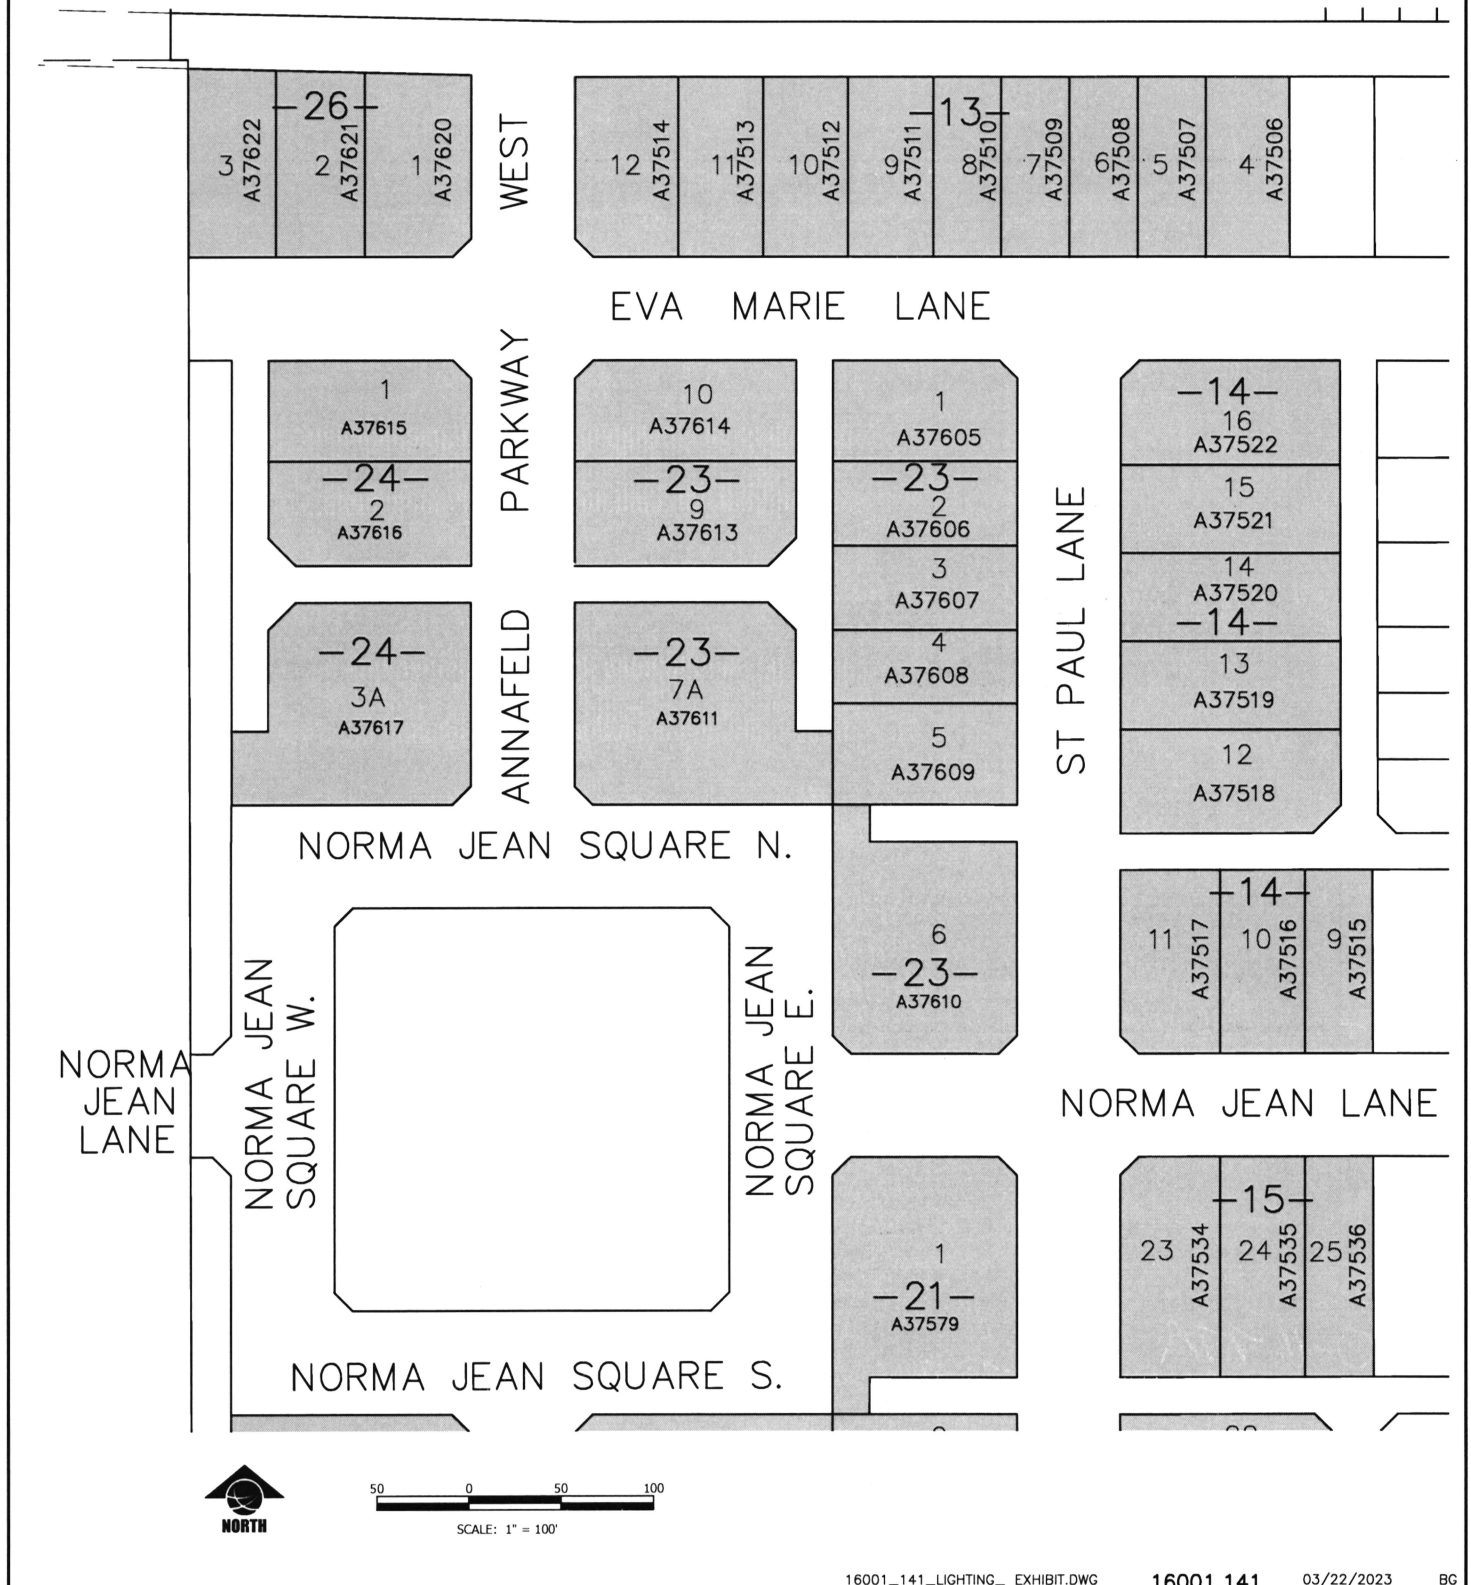 -26-
3 A37622
2 A37621
1 A37620
WEST
-13-
12 A37514
11 A37513
10 A37512
9 A37511
8 A37510
7 A37509
6 A37508
5 A37507
4 A37506
EVA MARIE LANE
PARKWAY
1
A37615
-24-
2
A37616
10
A37614
-23-
9
A37613
1
A37605
-23-
2
A37606
3
A37607
4
A37608
5
A37609
-14-
16
A37522
15
A37521
14
A37520
-14-
13
A37519
12
A37518
ST PAUL LANE
-24-
3A
A37617
ANNAFELD
-23-
7A
A37611
NORMA JEAN SQUARE N.
6
-23-
A37610
-14-
11 A37517
10 A37516
9 A37515
NORMA JEAN
SQUARE W.
NORMA JEAN
SQUARE E.
NORMA
JEAN
LANE
NORMA JEAN LANE
1
-21-
A37579
-15-
23 A37534
24 A37535
25 A37536
NORMA JEAN SQUARE S.
NORTH
50 0 50 100
SCALE: 1" = 100'
16001_141_LIGHTING_ EXHIBIT.DWG 16001.141 03/22/2023 BG